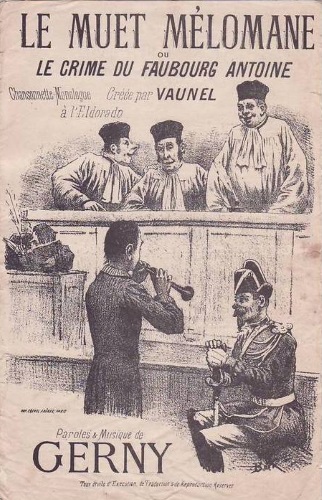 LE MUET MÉLOMANE
ou
LE CRIME DU FAUBOURG ANTOINE
Chansonnette Monologue Créée par VAUNEL
à l'Eldorado
Paroles & Musique de
GERNY
Tous droits d'Exécution, de Traduction & de Reproduction Réservés